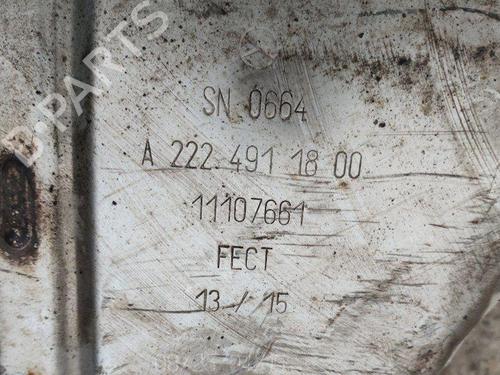 B-PARTS
SN 0664
A 222 491 18 00
11107661
FECT
13 / 15